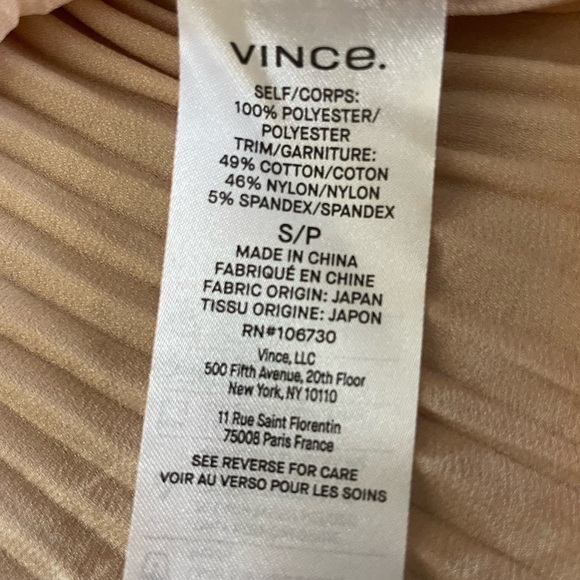 VINCE.
SELF/CORPS:
100% POLYESTER/
POLYESTER
TRIM/GARNITURE:
49% COTTON/COTON
46% NYLON/NYLON
5% SPANDEX/SPANDEX
S/P
MADE IN CHINA
FABRIQUÉ EN CHINE
FABRIC ORIGIN: JAPAN
TISSU ORIGINE: JAPON
RN#106730
Vince, LLC
500 Fifth Avenue, 20th Floor
New York, NY 10110
11 Rue Saint Florentin
75008 Paris France
SEE REVERSE FOR CARE
VOIR AU VERSO POUR LES SOINS